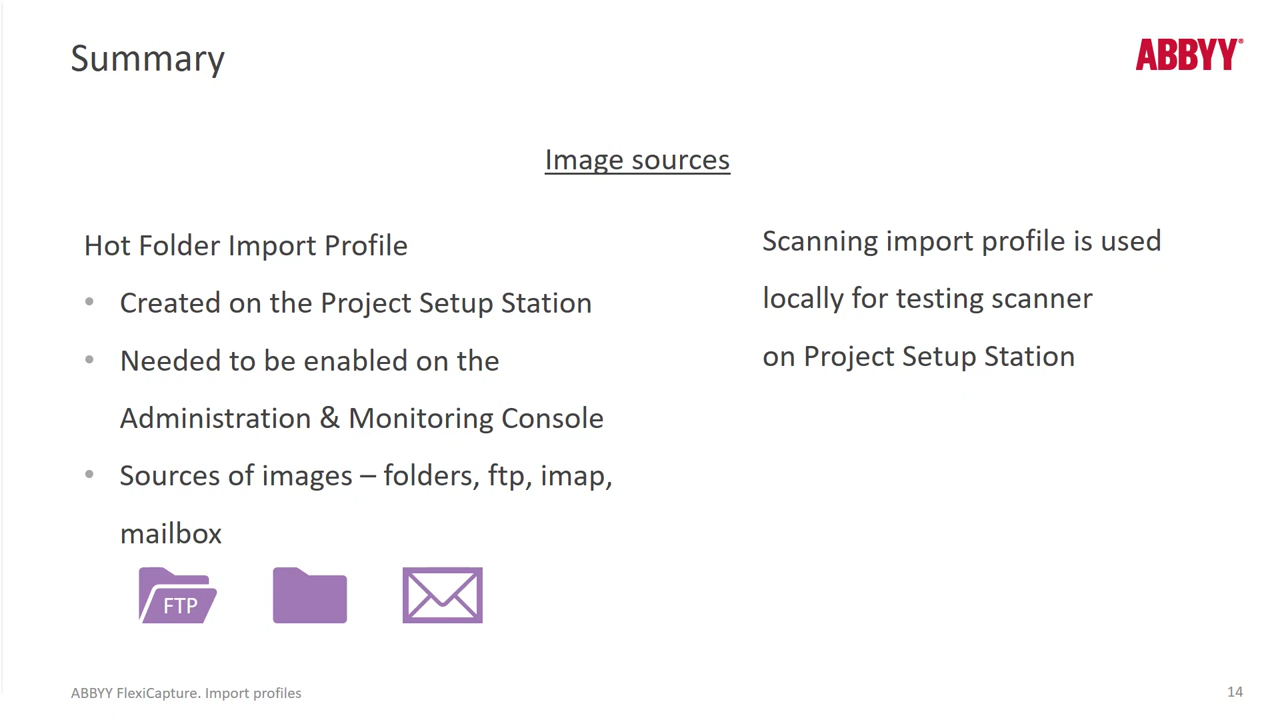 Summary
ABBYY®
Image sources
Hot Folder Import Profile
• Created on the Project Setup Station
• Needed to be enabled on the
Administration & Monitoring Console
• Sources of images – folders, ftp, imap,
mailbox
FTP
Scanning import profile is used
locally for testing scanner
on Project Setup Station
ABBYY FlexiCapture. Import profiles
14